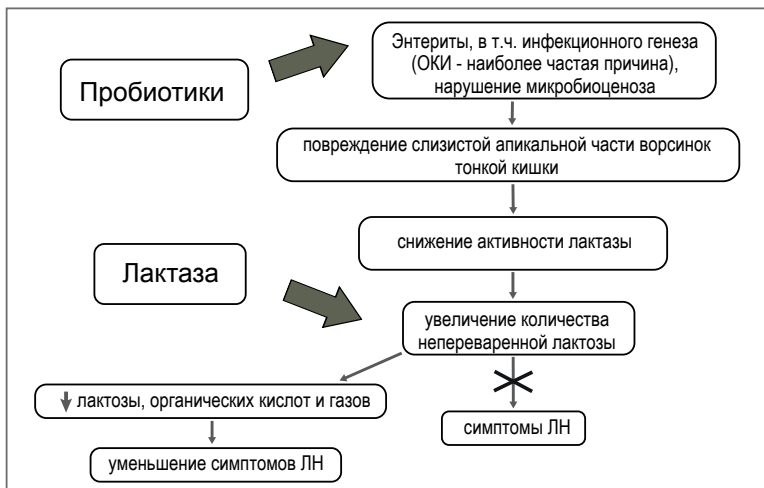 Энтериты, в т.ч. инфекционного генеза
(ОКИ - наиболее частая причина),
нарушение микробиоценоза
Пробиотики
повреждение слизистой апикальной части ворсинок
тонкой кишки
снижение активности лактазы
Лактаза
увеличение количества
непереваренной лактозы
лактозы, органических кислот и газов
симптомы ЛН
уменьшение симптомов ЛН